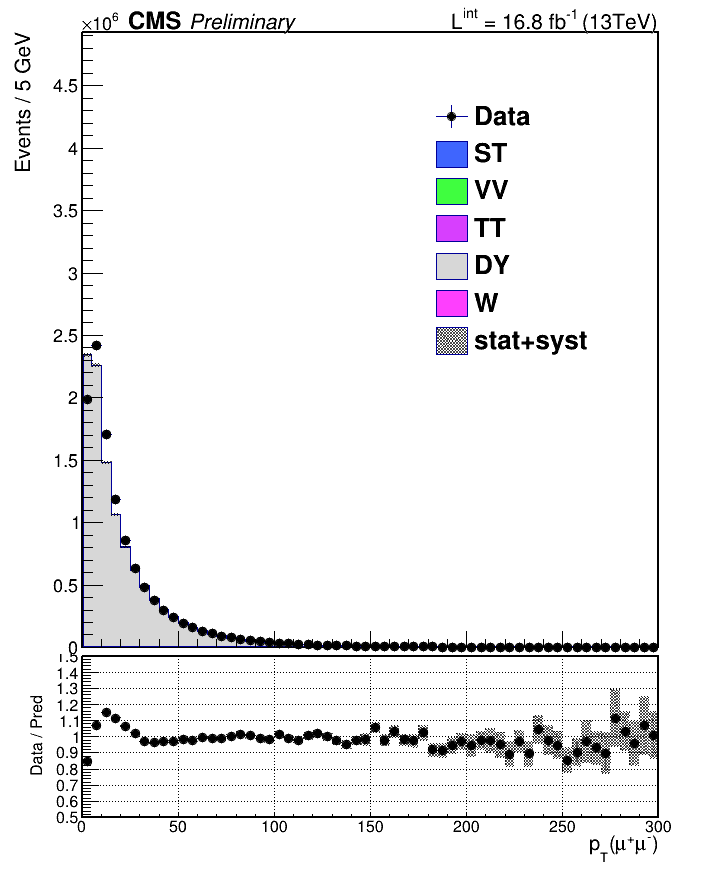 ×10⁶ CMS Preliminary L^int = 16.8 fb⁻¹ (13TeV)
Events / 5 GeV
4.5
4
3.5
3
2.5
2
1.5
1
0.5
0
Data
ST
VV
TT
DY
W
stat+syst
Data / Pred
1.5
1.4
1.3
1.2
1.1
1
0.9
0.8
0.7
0.6
0.5
0 50 100 150 200 250 300
p_T(μ⁺μ⁻)